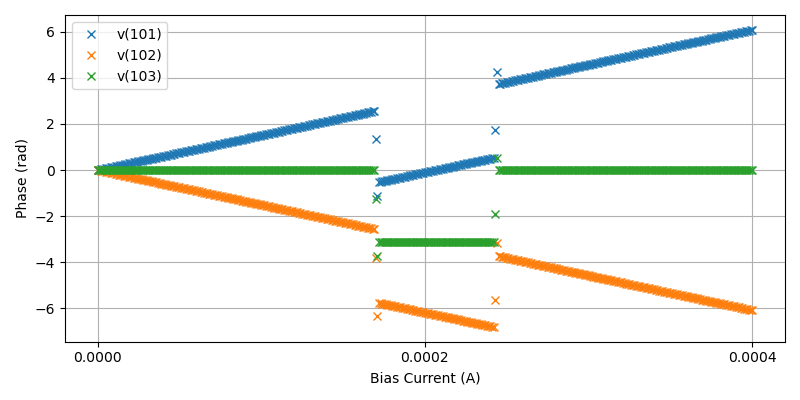 v(101)
v(102)
v(103)
6
4
2
0
−2
−4
−6
Phase (rad)
0.0000 0.0002 0.0004
Bias Current (A)